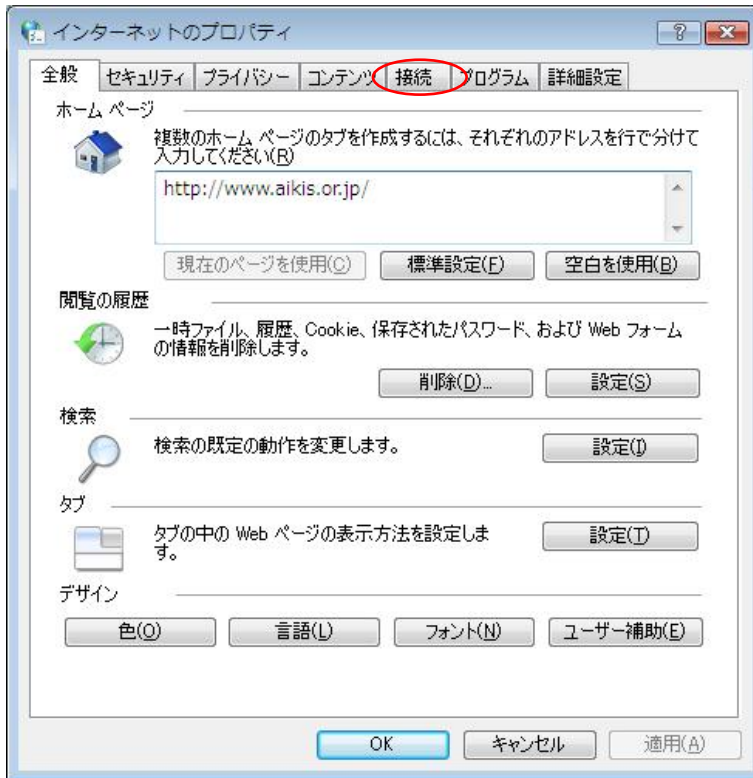 インターネットのプロパティ
全般 セキュリティ プライバシー コンテンツ 接続 プログラム 詳細設定
ホーム ページ
複数のホーム ページのタブを作成するには、それぞれのアドレスを行で分けて
入力してください(R)
http://www.aikis.or.jp/
現在のページを使用(C) 標準設定(F) 空白を使用(B)
閲覧の履歴
一時ファイル、履歴、Cookie、保存されたパスワード、および Web フォーム
の情報を削除します。
削除(D)... 設定(S)
検索
検索の既定の動作を変更します。
設定(I)
タブ
タブの中の Web ページの表示方法を設定しま
す。
設定(T)
デザイン
色(O) 言語(L) フォント(N) ユーザー補助(E)
OK キャンセル 適用(A)